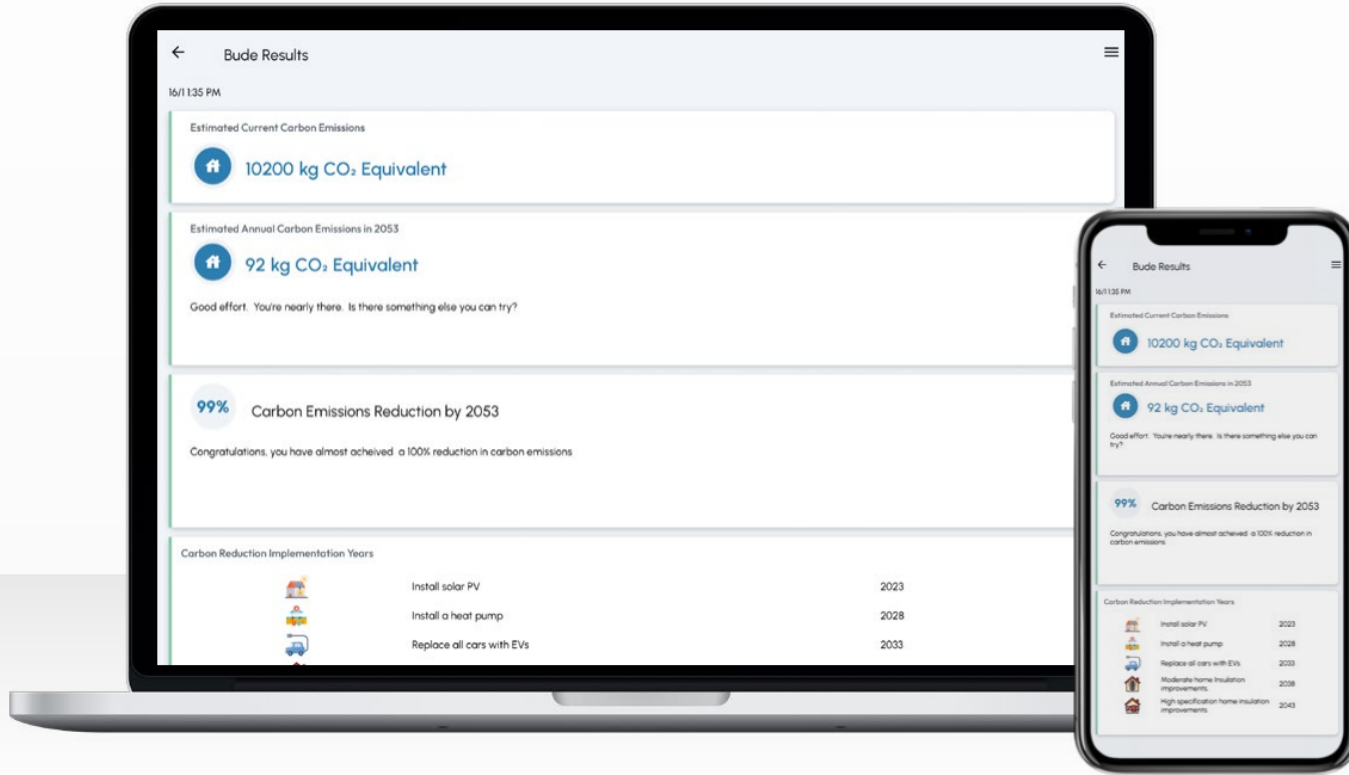 Bude Results
16/1 1:35 PM
Estimated Current Carbon Emissions
10200 kg CO₂ Equivalent
Estimated Annual Carbon Emissions in 2053
92 kg CO₂ Equivalent
Good effort. You're nearly there. Is there something else you can try?
99% Carbon Emissions Reduction by 2053
Congratulations, you have almost acheived a 100% reduction in carbon emissions
Carbon Reduction Implementation Years
Install solar PV 2023
Install a heat pump 2028
Replace all cars with EVs 2033
Bude Results
16/1 1:35 PM
Estimated Current Carbon Emissions
10200 kg CO₂ Equivalent
Estimated Annual Carbon Emissions in 2053
92 kg CO₂ Equivalent
Good effort. You're nearly there. Is there something else you can
try?
99% Carbon Emissions Reduction by 2053
Congratulations, you have almost acheived a 100% reduction in
carbon emissions
Carbon Reduction Implementation Years
Install solar PV 2023
Install a heat pump 2028
Replace all cars with EVs 2033
Moderate home Insulation
improvements. 2038
High specification home insulation
improvements. 2043